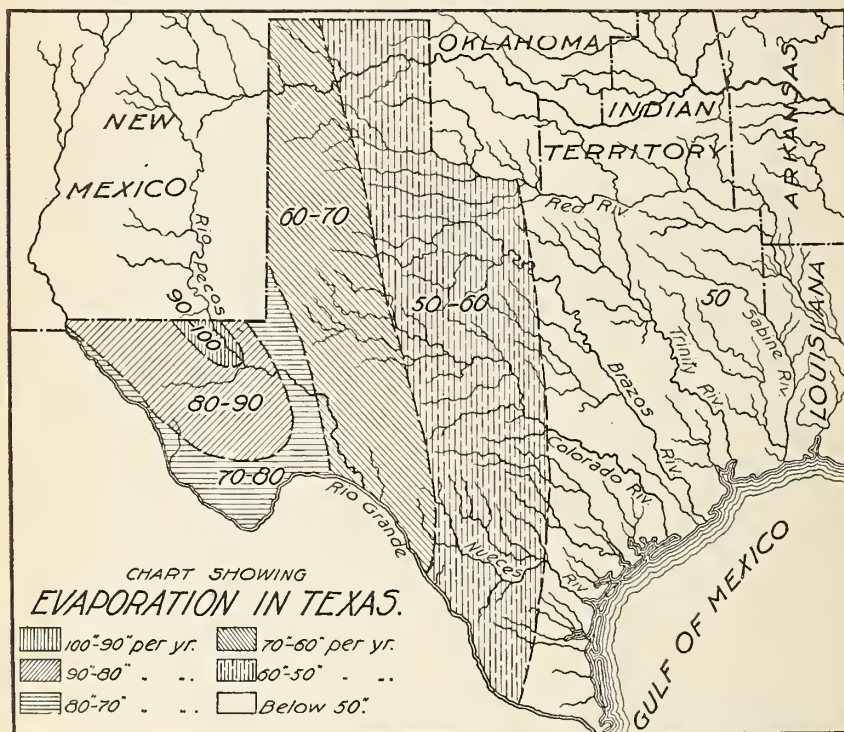 OKLAHOMA
NEW
MEXICO
INDIAN
TERRITORY
ARKANSAS
Red Riv.
Rio Pecos
60-70
90-100
50-60
50
Sabine Riv.
LOUISIANA
Trinity Riv.
Brazos Riv.
80-90
70-80
Colorado Riv.
Rio Grande
Nueces Riv.
GULF OF MEXICO
CHART SHOWING
EVAPORATION IN TEXAS.
100"-90" per yr. 70"-60" per yr.
90"-80" " " 60"-50" " "
80"-70" " " Below 50".